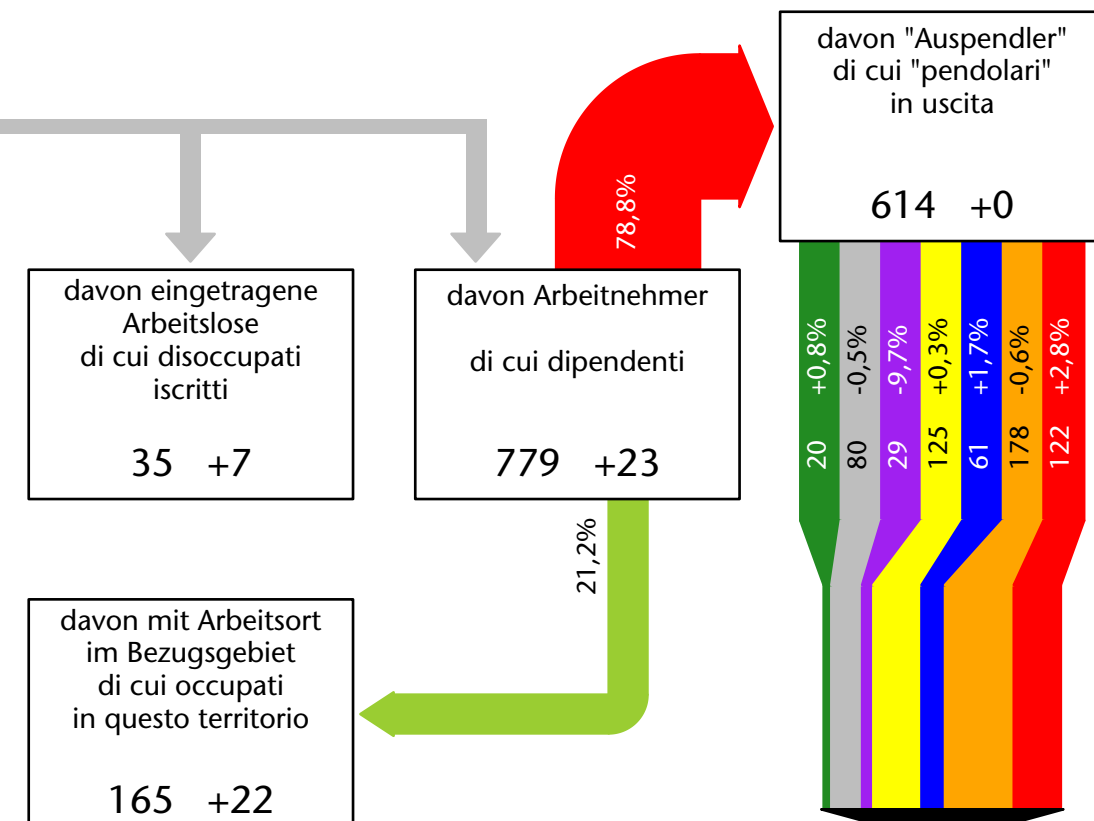 davon "Auspendler"
di cui "pendolari"
in uscita
614 +0
78,8%
davon eingetragene
Arbeitslose
di cui disoccupati
iscritti
35 +7
davon Arbeitnehmer
di cui dipendenti
779 +23
20 +0,8%
80 -0,5%
29 -9,7%
125 +0,3%
61 +1,7%
178 -0,6%
122 +2,8%
21,2%
davon mit Arbeitsort
im Bezugsgebiet
di cui occupati
in questo territorio
165 +22